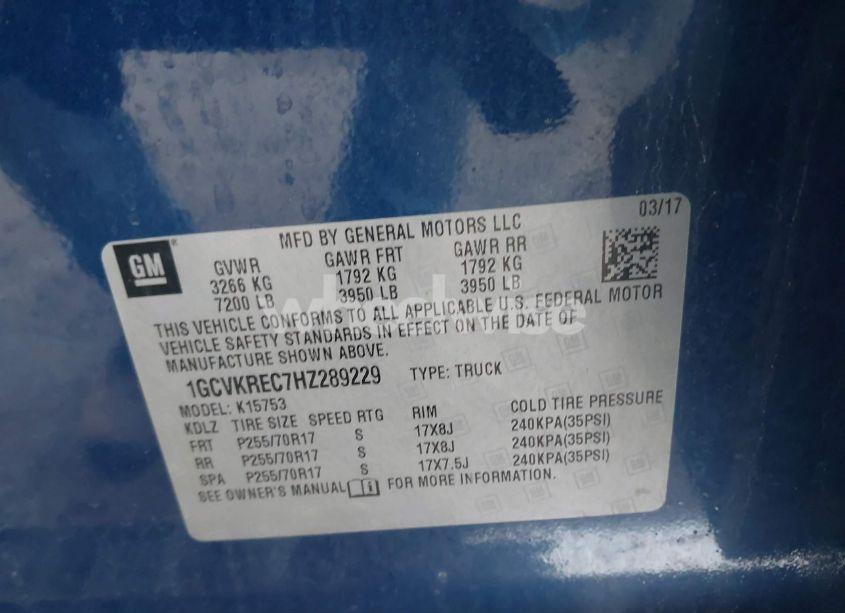 03/17
GM
MFD BY GENERAL MOTORS LLC
GVWR GAWR FRT GAWR RR
3266 KG 1792 KG 1792 KG
7200 LB 3950 LB 3950 LB
THIS VEHICLE CONFORMS TO ALL APPLICABLE U.S. FEDERAL MOTOR
VEHICLE SAFETY STANDARDS IN EFFECT ON THE DATE OF
MANUFACTURE SHOWN ABOVE.
1GCVKREC7HZ289229 TYPE: TRUCK
MODEL: K15753
KDLZ TIRE SIZE SPEED RTG RIM COLD TIRE PRESSURE
FRT P255/70R17 S 17X8J 240KPA(35PSI)
RR P255/70R17 S 17X8J 240KPA(35PSI)
SPA P255/70R17 S 17X7.5J 240KPA(35PSI)
SEE OWNER'S MANUAL FOR MORE INFORMATION.